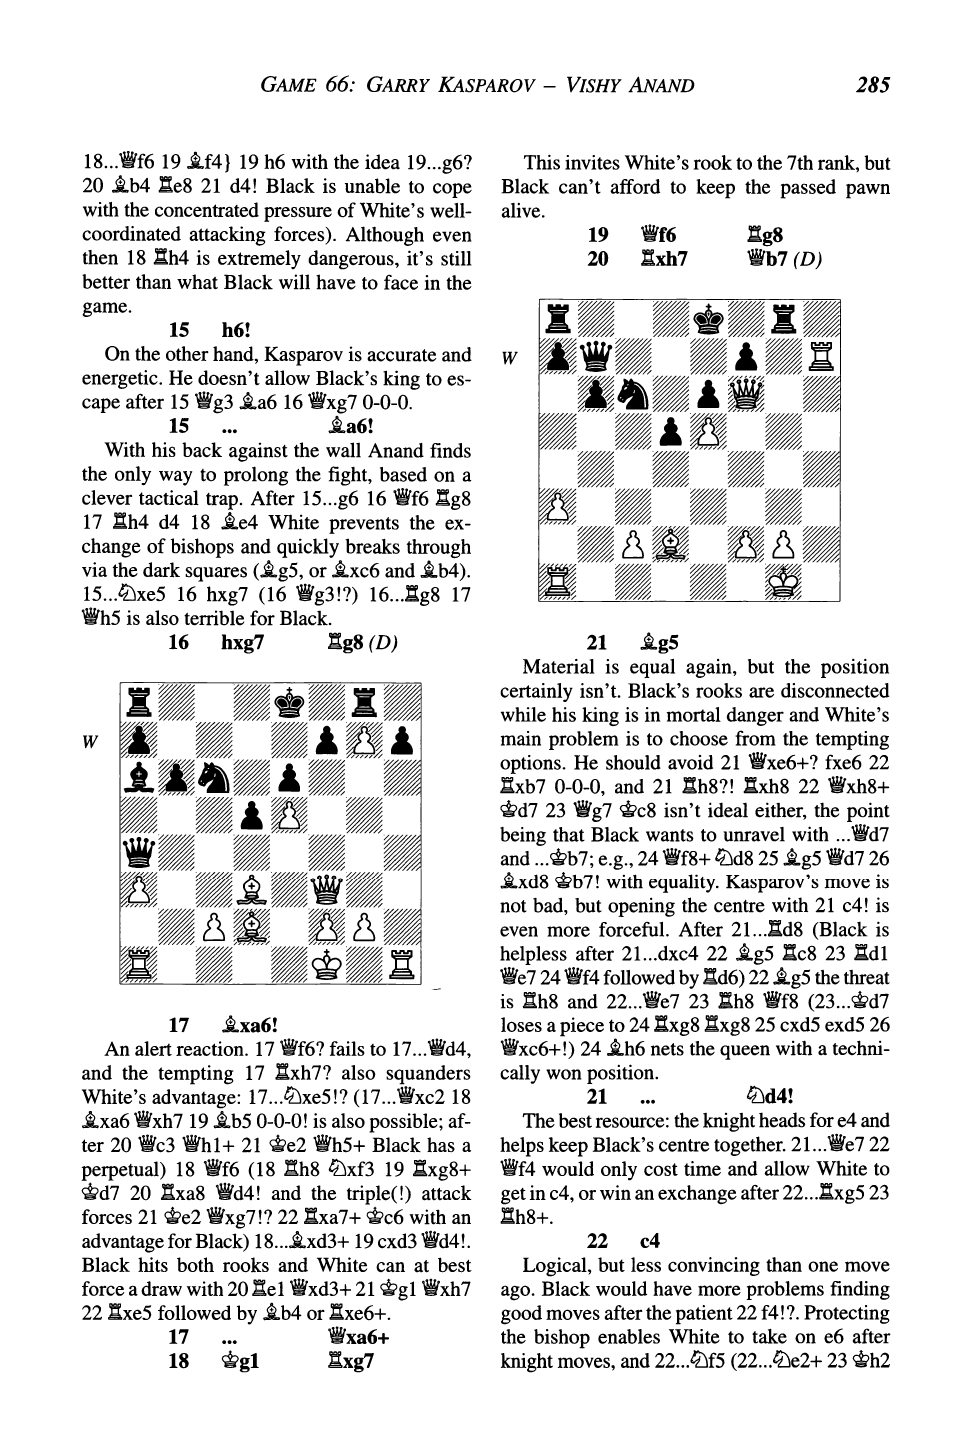 GAME 66: GARRY KASPAROV – VISHY ANAND 285
18...♕f6 19 ♗f4} 19 h6 with the idea 19...g6?
20 ♗b4 ♖e8 21 d4! Black is unable to cope
with the concentrated pressure of White's well-
coordinated attacking forces). Although even
then 18 ♖h4 is extremely dangerous, it's still
better than what Black will have to face in the
game.
15 h6!
On the other hand, Kasparov is accurate and
energetic. He doesn't allow Black's king to es-
cape after 15 ♕g3 ♗a6 16 ♕xg7 0-0-0.
15 ... ♗a6!
With his back against the wall Anand finds
the only way to prolong the fight, based on a
clever tactical trap. After 15...g6 16 ♕f6 ♖g8
17 ♖h4 d4 18 ♗e4 White prevents the ex-
change of bishops and quickly breaks through
via the dark squares (♗g5, or ♗xc6 and ♗b4).
15...♘xe5 16 hxg7 (16 ♕g3!?) 16...♖g8 17
♕h5 is also terrible for Black.
16 hxg7 ♖g8 (D)
W
17 ♗xa6!
An alert reaction. 17 ♕f6? fails to 17...♕d4,
and the tempting 17 ♖xh7? also squanders
White's advantage: 17...♘xe5!? (17...♕xc2 18
♗xa6 ♕xh7 19 ♗b5 0-0-0! is also possible; af-
ter 20 ♕c3 ♕h1+ 21 ♔e2 ♕h5+ Black has a
perpetual) 18 ♕f6 (18 ♖h8 ♘xf3 19 ♖xg8+
♔d7 20 ♖xa8 ♕d4! and the triple(!) attack
forces 21 ♔e2 ♕xg7!? 22 ♖xa7+ ♔c6 with an
advantage for Black) 18...♗xd3+ 19 cxd3 ♕d4!.
Black hits both rooks and White can at best
force a draw with 20 ♖e1 ♕xd3+ 21 ♔g1 ♕xh7
22 ♖xe5 followed by ♗b4 or ♖xe6+.
17 ... ♕xa6+
18 ♔g1 ♖xg7
This invites White's rook to the 7th rank, but
Black can't afford to keep the passed pawn
alive.
19 ♕f6 ♖g8
20 ♖xh7 ♕b7 (D)
W
21 ♗g5
Material is equal again, but the position
certainly isn't. Black's rooks are disconnected
while his king is in mortal danger and White's
main problem is to choose from the tempting
options. He should avoid 21 ♕xe6+? fxe6 22
♖xb7 0-0-0, and 21 ♖h8?! ♖xh8 22 ♕xh8+
♔d7 23 ♕g7 ♔c8 isn't ideal either, the point
being that Black wants to unravel with ...♕d7
and ...♔b7; e.g., 24 ♕f8+ ♘d8 25 ♗g5 ♕d7 26
♗xd8 ♔b7! with equality. Kasparov's move is
not bad, but opening the centre with 21 c4! is
even more forceful. After 21...♖d8 (Black is
helpless after 21...dxc4 22 ♗g5 ♖c8 23 ♖d1
♕e7 24 ♕f4 followed by ♖d6) 22 ♗g5 the threat
is ♖h8 and 22...♕e7 23 ♖h8 ♕f8 (23...♔d7
loses a piece to 24 ♖xg8 ♖xg8 25 cxd5 exd5 26
♕xc6+!) 24 ♗h6 nets the queen with a techni-
cally won position.
21 ... ♘d4!
The best resource: the knight heads for e4 and
helps keep Black's centre together. 21...♕e7 22
♕f4 would only cost time and allow White to
get in c4, or win an exchange after 22...♖xg5 23
♖h8+.
22 c4
Logical, but less convincing than one move
ago. Black would have more problems finding
good moves after the patient 22 f4!?. Protecting
the bishop enables White to take on e6 after
knight moves, and 22...♘f5 (22...♘e2+ 23 ♔h2